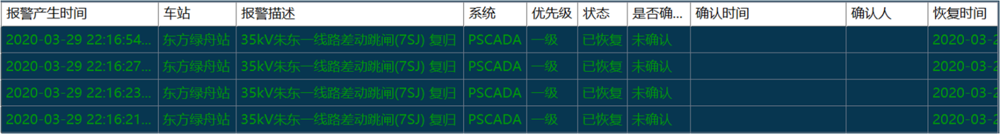 报警产生时间 车站 报警描述 系统 优先级 状态 是否确... 确认时间 确认人 恢复时间
2020-03-29 22:16:54... 东方绿舟站 35kV朱东一线路差动跳闸(7SJ) 复归 PSCADA 一级 已恢复 未确认 2020-03-2
2020-03-29 22:16:27... 东方绿舟站 35kV朱东一线路差动跳闸(7SJ) 复归 PSCADA 一级 已恢复 未确认 2020-03-2
2020-03-29 22:16:23... 东方绿舟站 35kV朱东一线路差动跳闸(7SJ) 复归 PSCADA 一级 已恢复 未确认 2020-03-2
2020-03-29 22:16:21... 东方绿舟站 35kV朱东一线路差动跳闸(7SJ) 复归 PSCADA 一级 已恢复 未确认 2020-03-2